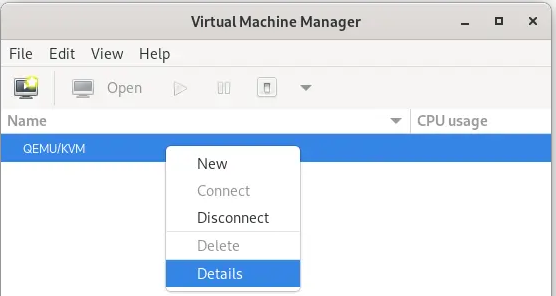 Virtual Machine Manager
File Edit View Help
Open
Name CPU usage
QEMU/KVM
New
Connect
Disconnect
Delete
Details